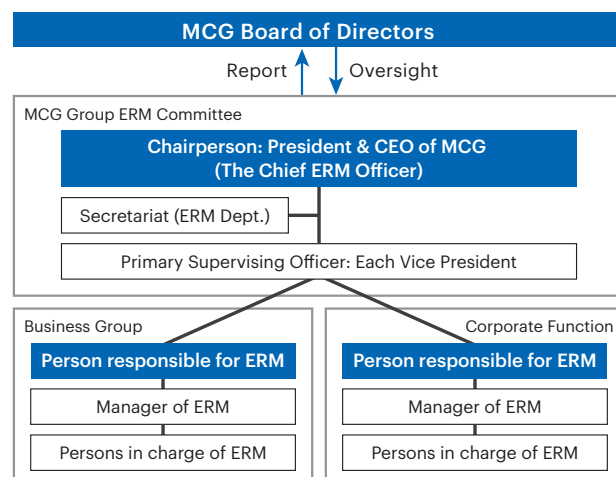 MCG Board of Directors
Report
Oversight
MCG Group ERM Committee
Chairperson: President & CEO of MCG
(The Chief ERM Officer)
Secretariat (ERM Dept.)
Primary Supervising Officer: Each Vice President
Business Group
Person responsible for ERM
Manager of ERM
Persons in charge of ERM
Corporate Function
Person responsible for ERM
Manager of ERM
Persons in charge of ERM